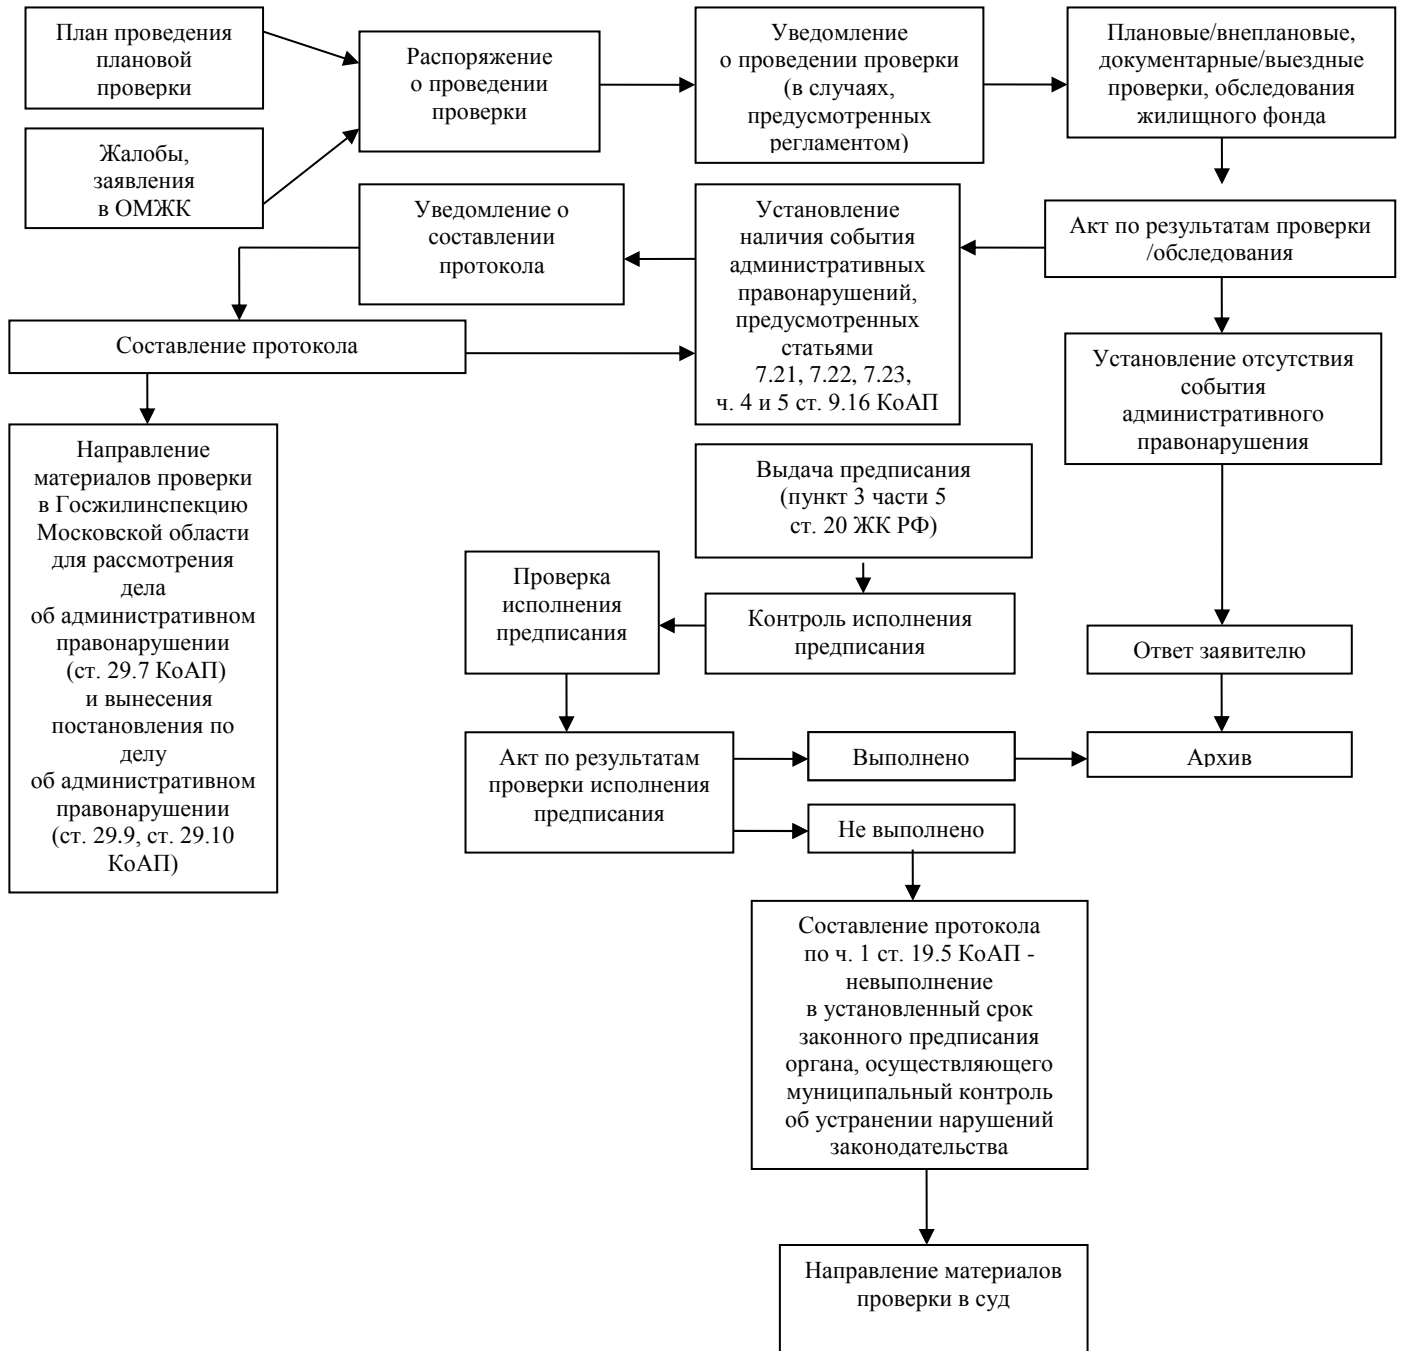 План проведения
плановой
проверки
Распоряжение
о проведении
проверки
Уведомление
о проведении проверки
(в случаях,
предусмотренных
регламентом)
Плановые/внеплановые,
документарные/выездные
проверки, обследования
жилищного фонда
Жалобы,
заявления
в ОМЖК
Уведомление о
составлении
протокола
Установление
наличия события
административных
правонарушений,
предусмотренных
статьями
7.21, 7.22, 7.23,
ч. 4 и 5 ст. 9.16 КоАП
Акт по результатам проверки
/обследования
Составление протокола
Установление отсутствия
события
административного
правонарушения
Направление
материалов проверки
в Госжилинспекцию
Московской области
для рассмотрения
дела
об административном
правонарушении
(ст. 29.7 КоАП)
и вынесения
постановления по
делу
об административном
правонарушении
(ст. 29.9, ст. 29.10
КоАП)
Выдача предписания
(пункт 3 части 5
ст. 20 ЖК РФ)
Проверка
исполнения
предписания
Контроль исполнения
предписания
Ответ заявителю
Акт по результатам
проверки исполнения
предписания
Выполнено
Архив
Не выполнено
Составление протокола
по ч. 1 ст. 19.5 КоАП -
невыполнение
в установленный срок
законного предписания
органа, осуществляющего
муниципальный контроль
об устранении нарушений
законодательства
Направление материалов
проверки в суд